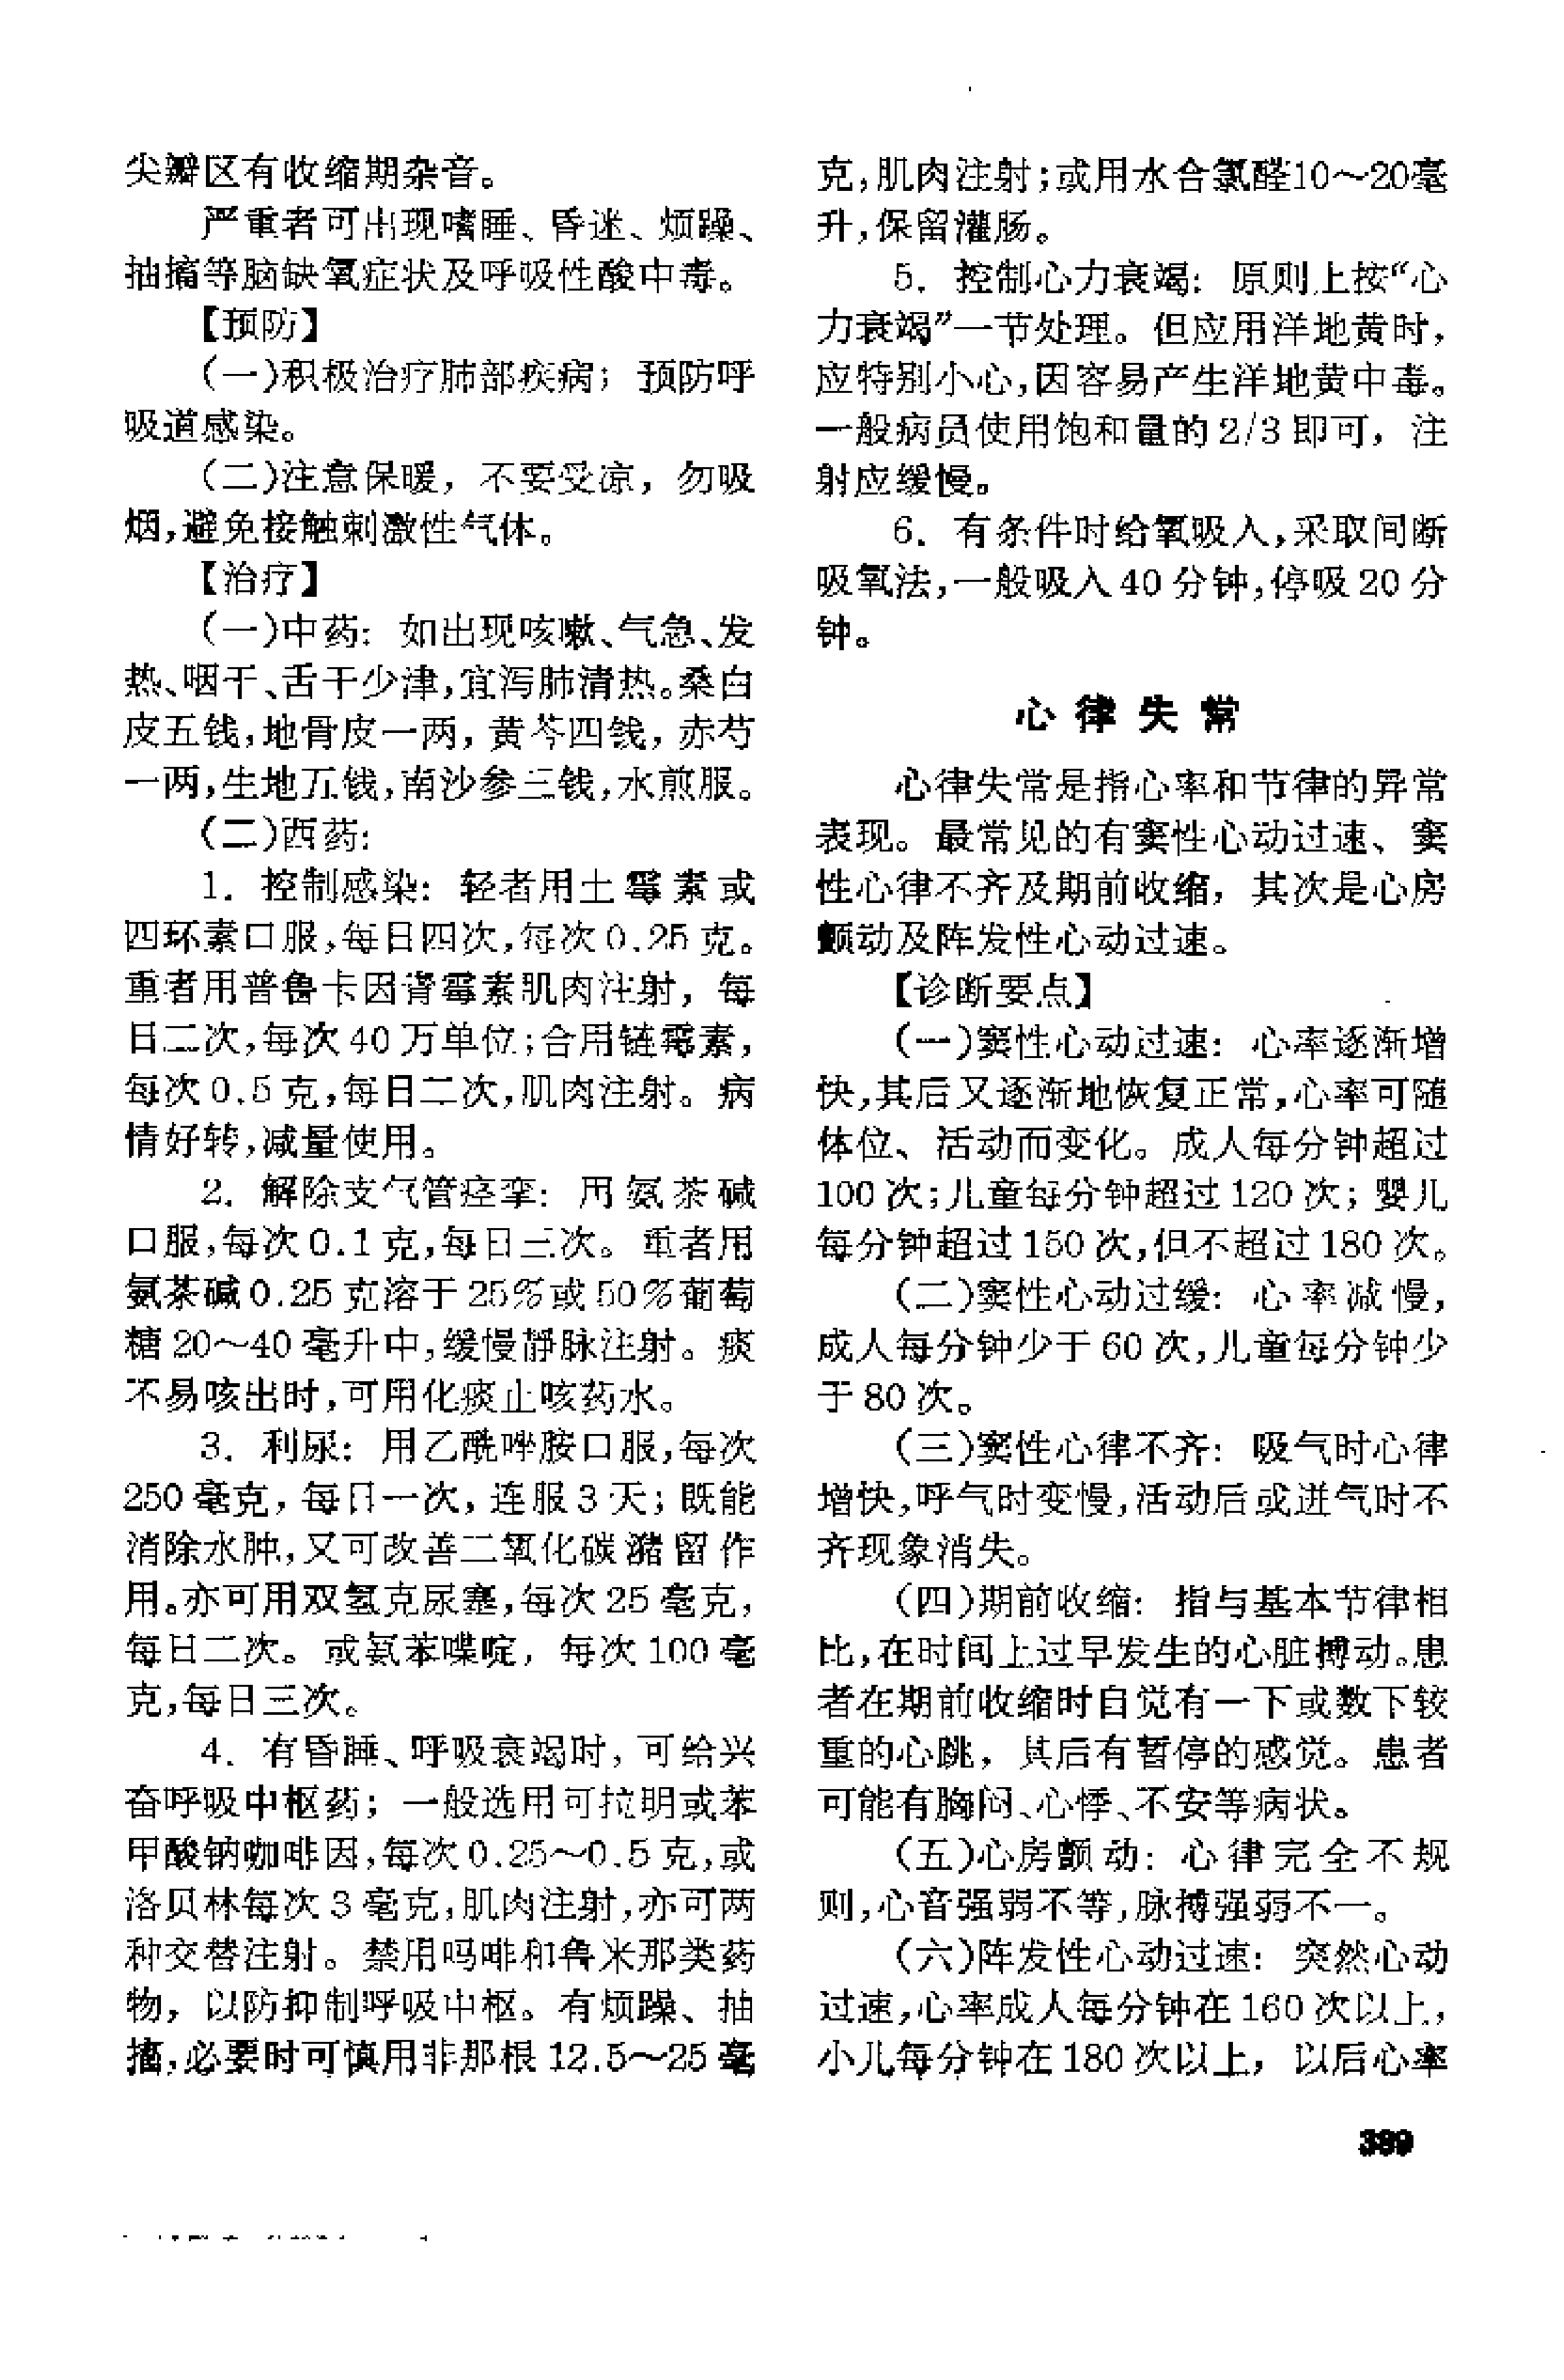 尖瓣区有收缩期杂音。
严重者可出现嗜睡、昏迷、烦躁、
抽搐等脑缺氧症状及呼吸性酸中毒。
【预防】
(一)积极治疗肺部疾病；预防呼
吸道感染。
(二)注意保暖，不要受凉，勿吸
烟,避免接触刺激性气体。
【治疗】
(一)中药：如出现咳嗽、气急、发
热、咽干、舌干少津,宜泻肺清热。桑白
皮五钱,地骨皮一两,黄芩四钱,赤芍
一两,生地五钱,南沙参三钱,水煎服。
(二)西药:
1．控制感染：轻者用土霉素或
四环素口服,每日四次,每次0.25克。
重者用普鲁卡因青霉素肌肉注射，每
日二次,每次40万单位;合用链霉素,
每次0.5克,每日二次,肌肉注射。病
情好转,减量使用。
2．解除支气管痉挛：用氨茶碱
口服,每次0.1克,每日三次。重者用
氨茶碱0.25克溶于25%或50%葡萄
糖20～40毫升中,缓慢静脉注射。痰
不易咳出时,可用化痰止咳药水。
3．利尿：用乙酰唑胺口服,每次
250毫克,每日一次,连服3天；既能
消除水肿,又可改善二氧化碳潴留作
用。亦可用双氢克尿塞,每次25毫克,
每日二次。或氨苯喋啶，每次100毫
克,每日三次。
4．有昏睡、呼吸衰竭时,可给兴
奋呼吸中枢药；一般选用可拉明或苯
甲酸钠咖啡因,每次0.25～0.5克,或
洛贝林每次3毫克,肌肉注射,亦可两
种交替注射。禁用吗啡和鲁米那类药
物，以防抑制呼吸中枢。有烦躁、抽
搐,必要时可慎用非那根12.5～25毫
克,肌肉注射;或用水合氯醛10～20毫
升,保留灌肠。
5．控制心力衰竭：原则上按“心
力衰竭”一节处理。但应用洋地黄时,
应特别小心,因容易产生洋地黄中毒。
一般病员使用饱和量的2/3即可，注
射应缓慢。
6．有条件时给氧吸入,采取间断
吸氧法,一般吸入40分钟,停吸20分
钟。
心律失常
心律失常是指心率和节律的异常
表现。最常见的有窦性心动过速、窦
性心律不齐及期前收缩，其次是心房
颤动及阵发性心动过速。
【诊断要点】
(一)窦性心动过速：心率逐渐增
快,其后又逐渐地恢复正常,心率可随
体位、活动而变化。成人每分钟超过
100次;儿童每分钟超过120次；婴儿
每分钟超过150次,但不超过180次。
(二)窦性心动过缓：心率减慢,
成人每分钟少于60次,儿童每分钟少
于80次。
(三)窦性心律不齐：吸气时心律
增快,呼气时变慢,活动后或迸气时不
齐现象消失。
(四)期前收缩：指与基本节律相
比,在时间上过早发生的心脏搏动。患
者在期前收缩时自觉有一下或数下较
重的心跳，其后有暂停的感觉。患者
可能有胸闷、心悸、不安等病状。
(五)心房颤动：心律完全不规
则,心音强弱不等,脉搏强弱不一。
(六)阵发性心动过速：突然心动
过速,心率成人每分钟在160次以上,
小儿每分钟在180次以上，以后心率
399